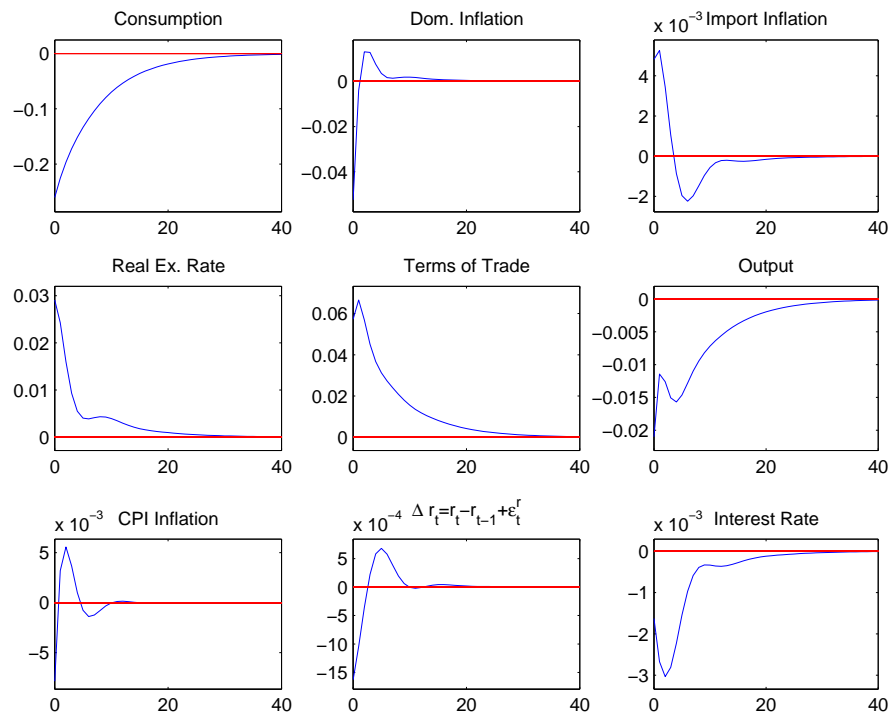 Consumption
Dom. Inflation
x 10⁻³ Import Inflation
0
−0.1
−0.2
0 20 40
0
−0.02
−0.04
0 20 40
4
2
0
−2
0 20 40
Real Ex. Rate
Terms of Trade
Output
0.03
0.02
0.01
0
0 20 40
0.06
0.04
0.02
0
0 20 40
0
−0.005
−0.01
−0.015
−0.02
0 20 40
x 10⁻³ CPI Inflation
x 10⁻⁴ Δ rₜ=rₜ−rₜ₋₁+εₜʳ
x 10⁻³ Interest Rate
5
0
−5
0 20 40
5
0
−5
−10
−15
0 20 40
0
−1
−2
−3
0 20 40